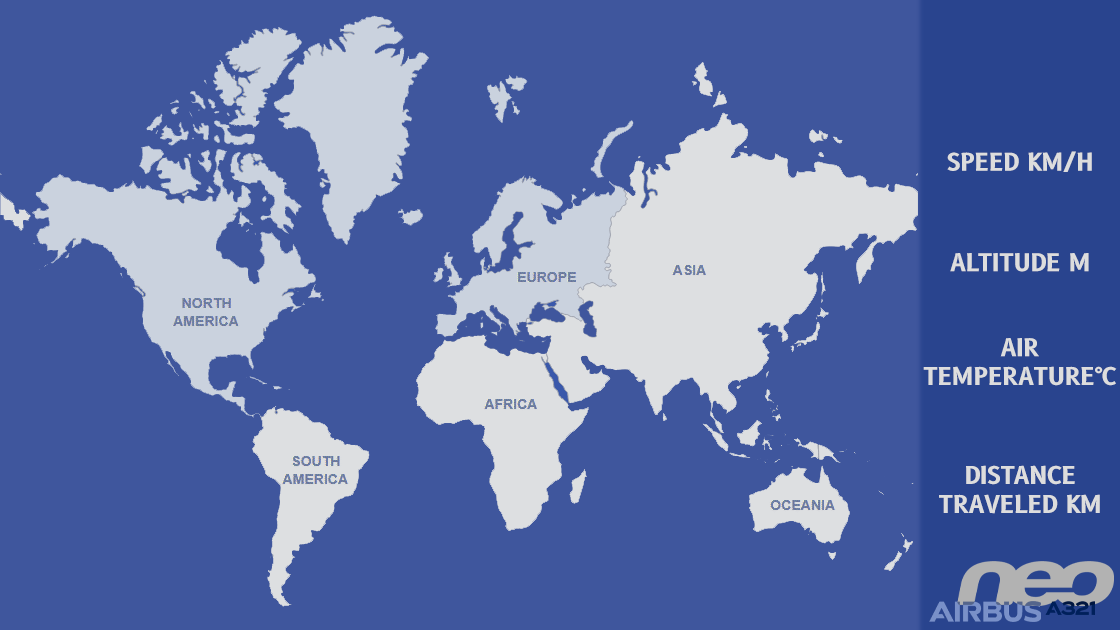 NORTH
AMERICA
EUROPE
ASIA
AFRICA
SOUTH
AMERICA
OCEANIA
SPEED KM/H
ALTITUDE M
AIR
TEMPERATURE°C
DISTANCE
TRAVELED KM
neo
AIRBUS A321